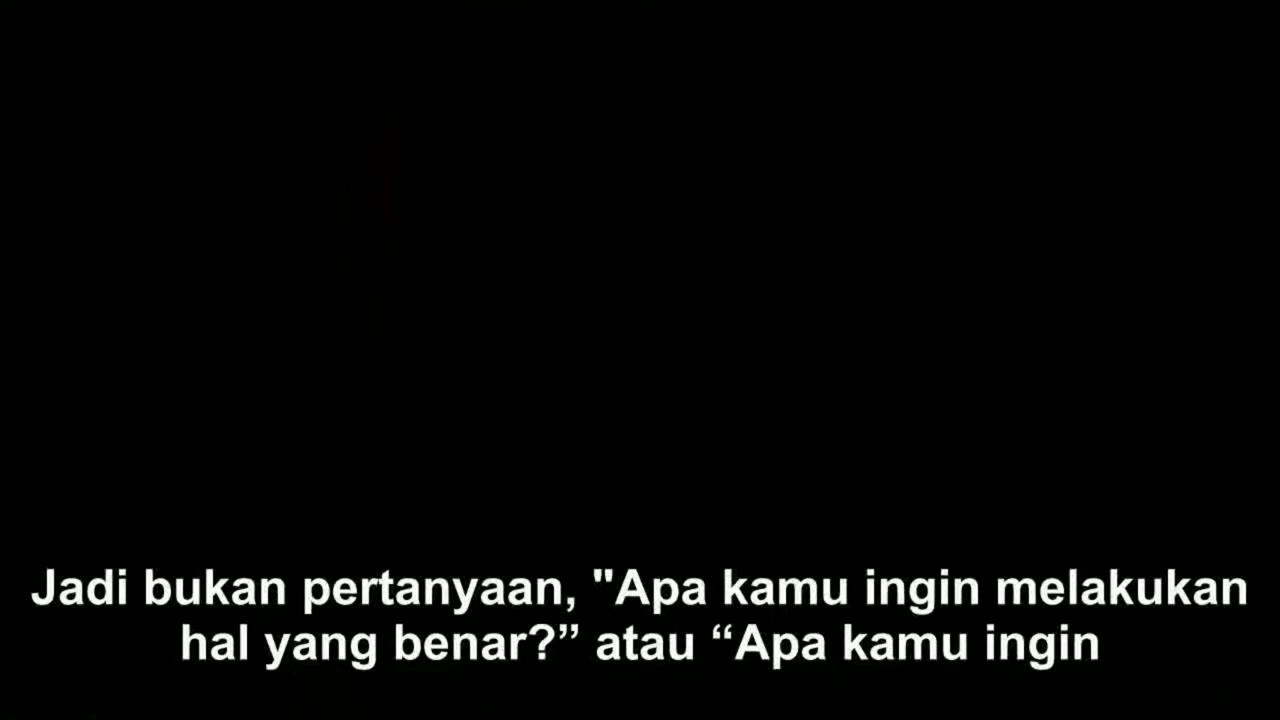 Jadi bukan pertanyaan, "Apa kamu ingin melakukan
hal yang benar?” atau “Apa kamu ingin